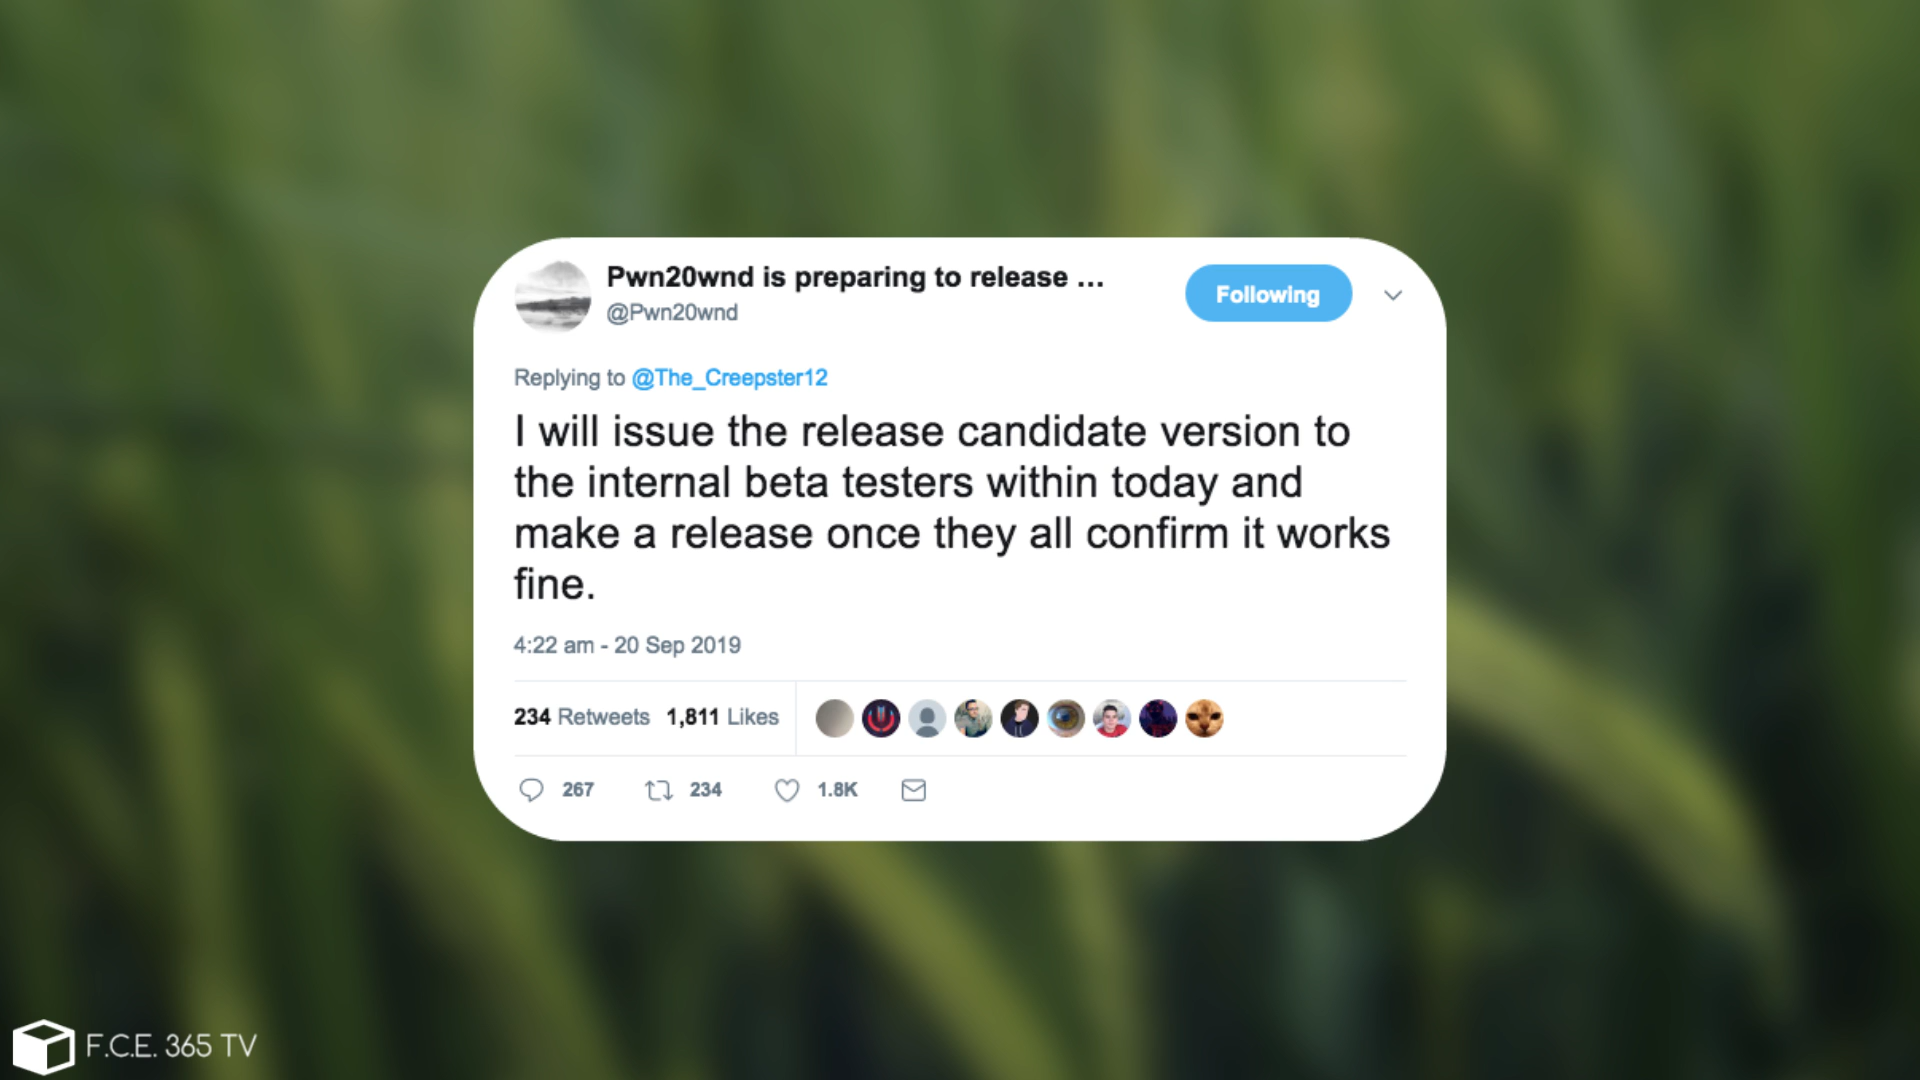 Pwn20wnd is preparing to release ...
@Pwn20wnd
Following
Replying to @The_Creepster12
I will issue the release candidate version to
the internal beta testers within today and
make a release once they all confirm it works
fine.
4:22 am - 20 Sep 2019
234 Retweets 1,811 Likes
267 234 1.8K
F.C.E. 365 TV